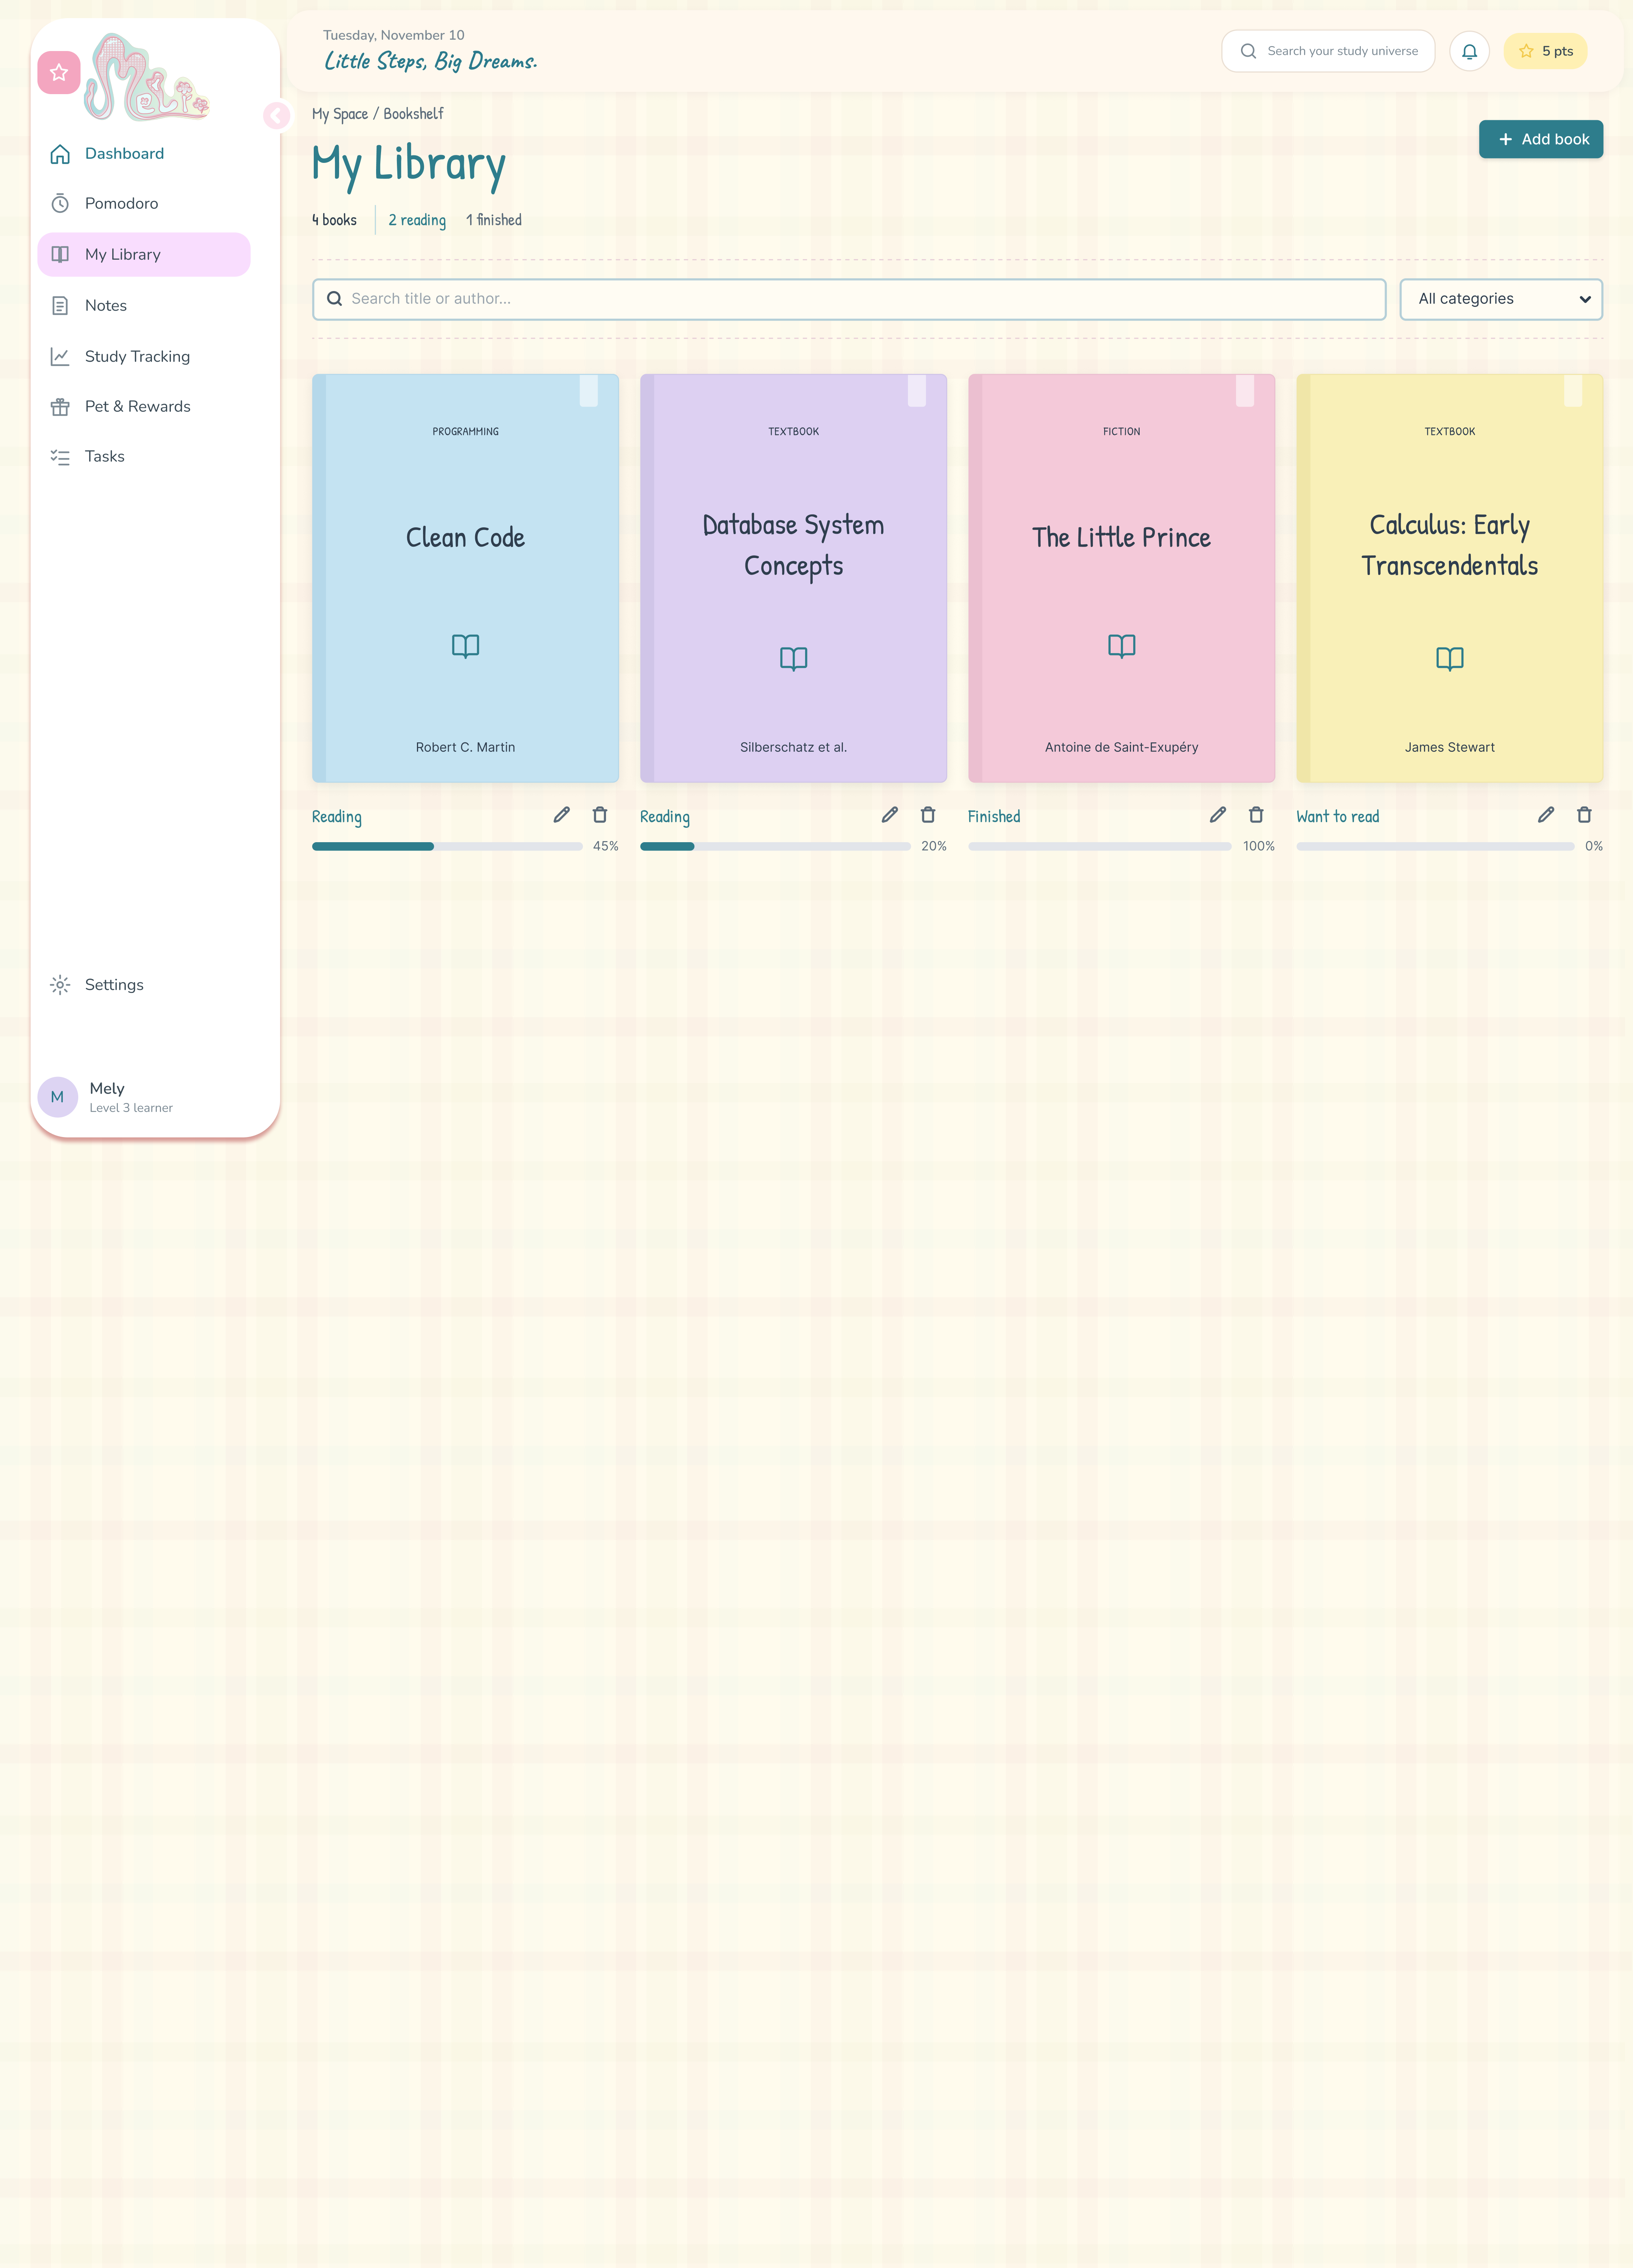 Meli
Dashboard
Pomodoro
My Library
Notes
Study Tracking
Pet & Rewards
Tasks
Settings
M
Mely
Level 3 learner
Tuesday, November 10
Little Steps, Big Dreams.
Search your study universe
5 pts
My Space / Bookshelf
My Library
4 books
2 reading
1 finished
Add book
Search title or author...
All categories
PROGRAMMING
Clean Code
Robert C. Martin
Reading
45%
TEXTBOOK
Database System
Concepts
Silberschatz et al.
Reading
20%
FICTION
The Little Prince
Antoine de Saint-Exupéry
Finished
100%
TEXTBOOK
Calculus: Early
Transcendentals
James Stewart
Want to read
0%